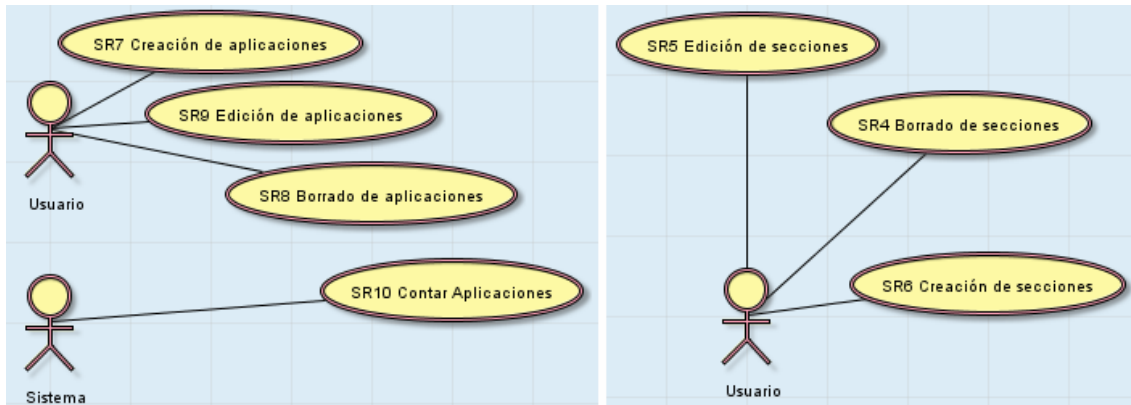 SR7 Creación de aplicaciones
SR9 Edición de aplicaciones
SR8 Borrado de aplicaciones
Usuario
SR10 Contar Aplicaciones
Sistema
SR5 Edición de secciones
SR4 Borrado de secciones
SR6 Creación de secciones
Usuario